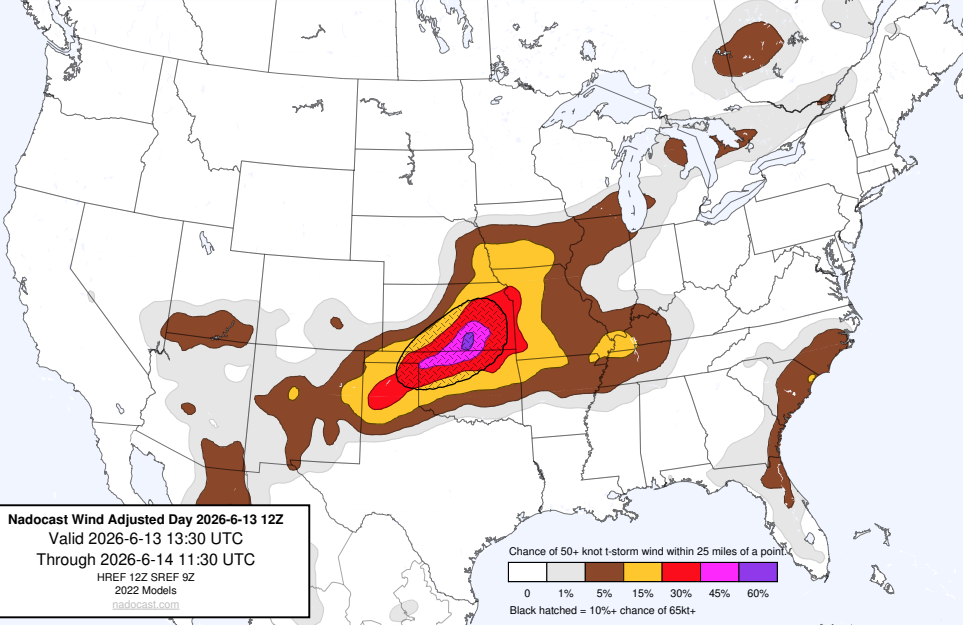 Nadocast Wind Adjusted Day 2026-6-13 12Z
Valid 2026-6-13 13:30 UTC
Through 2026-6-14 11:30 UTC
HREF 12Z SREF 9Z
2022 Models
nadocast.com
Chance of 50+ knot t-storm wind within 25 miles of a point.
0 1% 5% 15% 30% 45% 60%
Black hatched = 10%+ chance of 65kt+